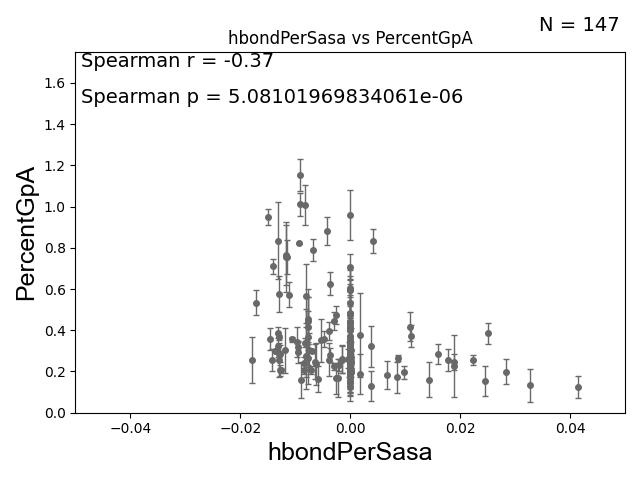 N = 147
hbondPerSasa vs PercentGpA
Spearman r = -0.37
Spearman p = 5.08101969834061e-06
PercentGpA
1.6
1.4
1.2
1.0
0.8
0.6
0.4
0.2
0.0
−0.04 −0.02 0.00 0.02 0.04
hbondPerSasa